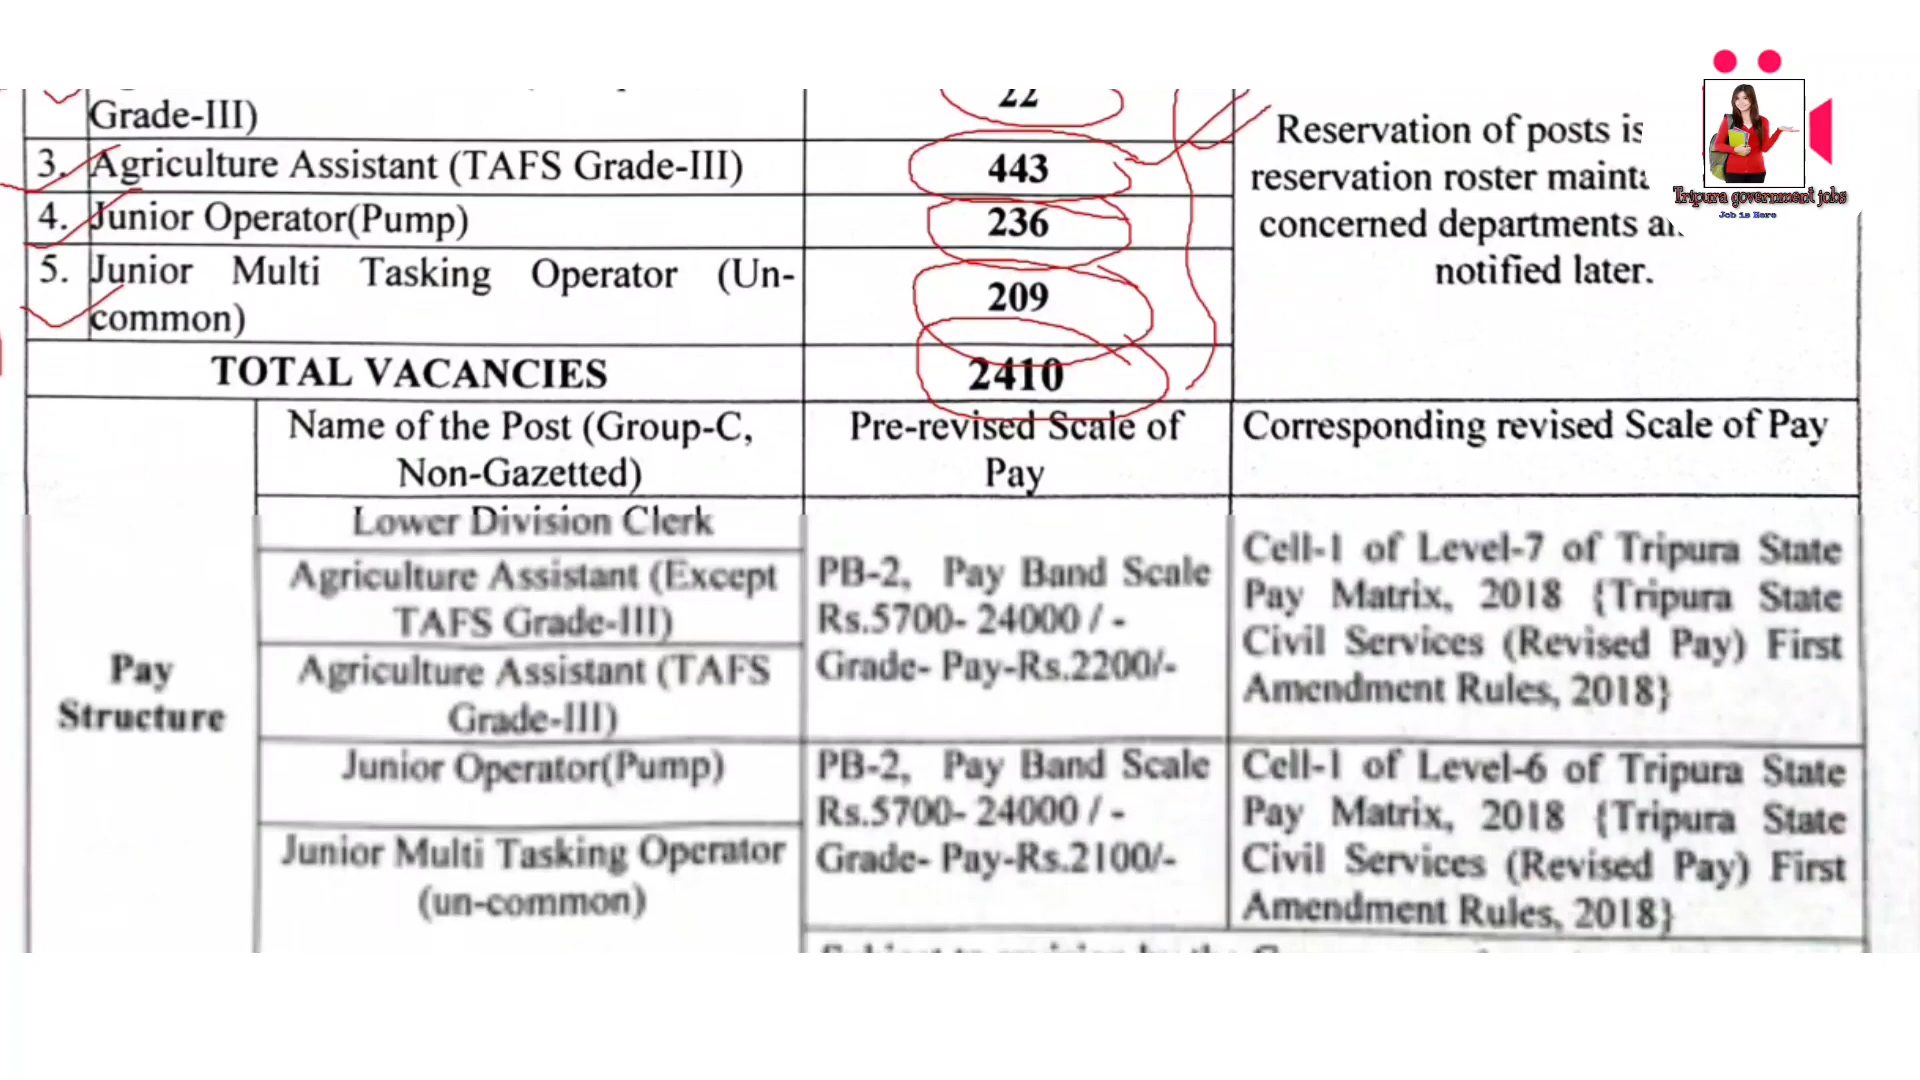 Grade-III)
22
3. Agriculture Assistant (TAFS Grade-III)
443
4. Junior Operator(Pump)
236
5. Junior Multi Tasking Operator (Un-
common)
209
TOTAL VACANCIES
2410
Reservation of posts is
reservation roster
concerned departments
notified later.
Tripura government jobs
Job is Here
Pay
Structure
Name of the Post (Group-C,
Non-Gazetted)
Pre-revised Scale of
Pay
Corresponding revised Scale of Pay
Lower Division Clerk
Agriculture Assistant (Except
TAFS Grade-III)
Agriculture Assistant (TAFS
Grade-III)
PB-2, Pay Band Scale
Rs.5700- 24000 / -
Grade- Pay-Rs.2200/-
Cell-1 of Level-7 of Tripura State
Pay Matrix, 2018 {Tripura State
Civil Services (Revised Pay) First
Amendment Rules, 2018}
Junior Operator(Pump)
Junior Multi Tasking Operator
(un-common)
PB-2, Pay Band Scale
Rs.5700- 24000 / -
Grade- Pay-Rs.2100/-
Cell-1 of Level-6 of Tripura State
Pay Matrix, 2018 {Tripura State
Civil Services (Revised Pay) First
Amendment Rules, 2018}